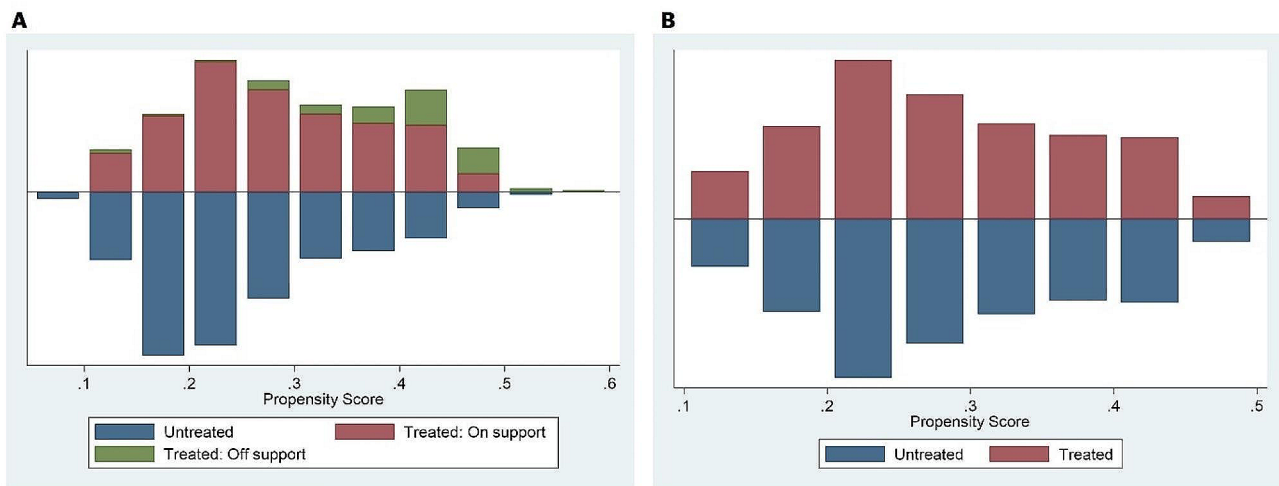 A
.1 .2 .3 .4 .5 .6
Propensity Score
Untreated Treated: On support
Treated: Off support
B
.1 .2 .3 .4 .5
Propensity Score
Untreated Treated